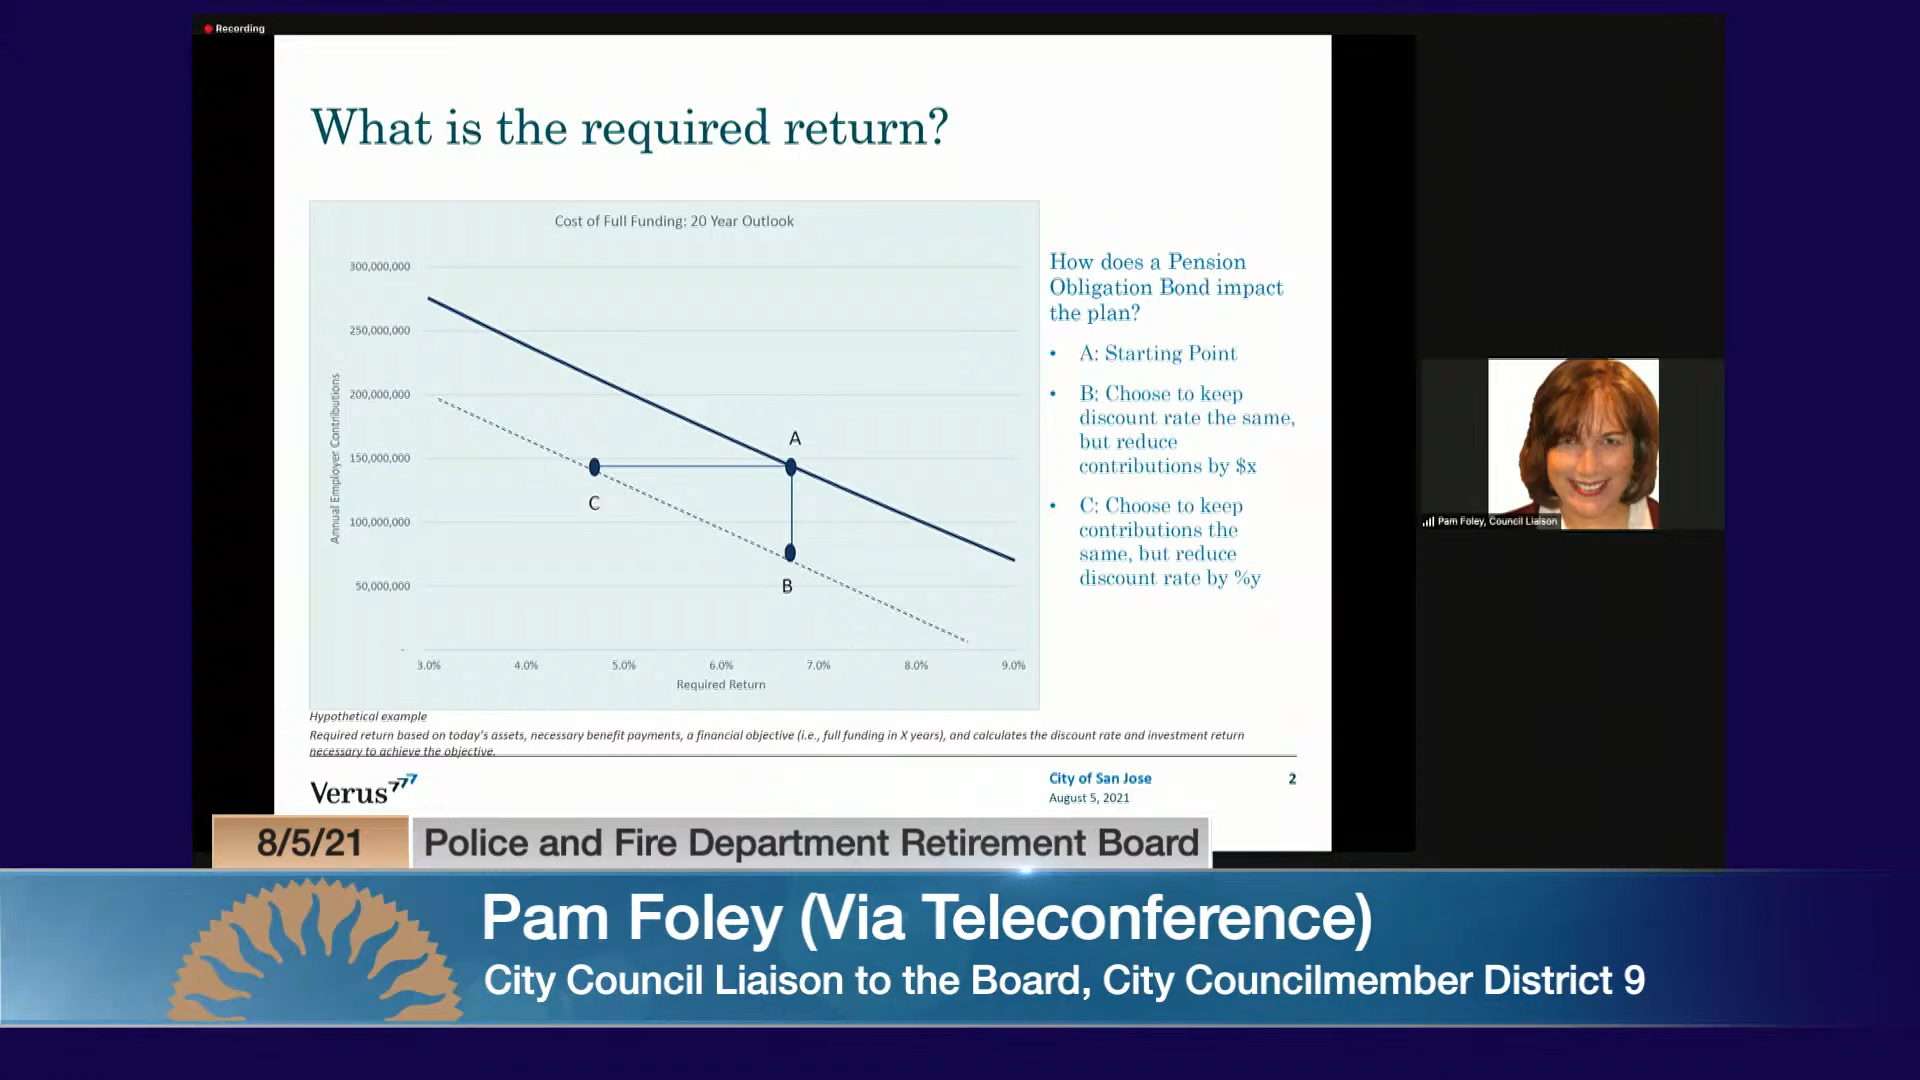 Recording
What is the required return?
Cost of Full Funding: 20 Year Outlook
300,000,000
250,000,000
200,000,000
150,000,000
100,000,000
50,000,000
-
Annual Employer Contributions
A
C
B
3.0% 4.0% 5.0% 6.0% 7.0% 8.0% 9.0%
Required Return
How does a Pension
Obligation Bond impact
the plan?
• A: Starting Point
• B: Choose to keep
discount rate the same,
but reduce
contributions by $x
• C: Choose to keep
contributions the
same, but reduce
discount rate by %y
Hypothetical example
Required return based on today's assets, necessary benefit payments, a financial objective (i.e., full funding in X years), and calculates the discount rate and investment return
necessary to achieve the objective.
Verus777
City of San Jose
August 5, 2021
2
Pam Foley, Council Liaison
8/5/21
Police and Fire Department Retirement Board
Pam Foley (Via Teleconference)
City Council Liaison to the Board, City Councilmember District 9